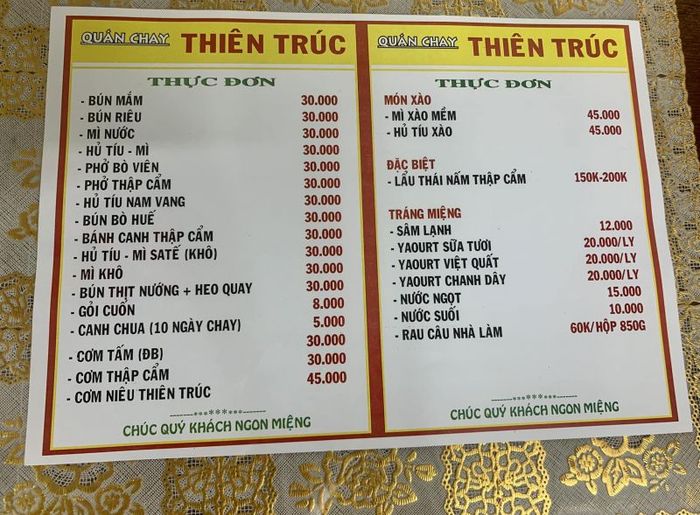 QUÁN CHAY THIÊN TRÚC
THỰC ĐƠN
- BÚN MẮM 30.000
- BÚN RIÊU 30.000
- MÌ NƯỚC 30.000
- HỦ TÍU - MÌ 30.000
- PHỞ BÒ VIÊN 30.000
- PHỞ THẬP CẨM 30.000
- HỦ TÍU NAM VANG 30.000
- BÚN BÒ HUẾ 30.000
- BÁNH CANH THẬP CẨM 30.000
- HỦ TÍU - MÌ SATẾ (KHÔ) 30.000
- MÌ KHÔ 30.000
- BÚN THỊT NƯỚNG + HEO QUAY 30.000
- GỎI CUỐN 8.000
- CANH CHUA (10 NGÀY CHAY) 5.000
- CƠM TẤM (ĐB) 30.000
- CƠM THẬP CẨM 30.000
- CƠM NIÊU THIÊN TRÚC 45.000
CHÚC QUÝ KHÁCH NGON MIỆNG
QUÁN CHAY THIÊN TRÚC
THỰC ĐƠN
MÓN XÀO
- MÌ XÀO MỀM 45.000
- HỦ TÍU XÀO 45.000
ĐẶC BIỆT
- LẨU THÁI NẤM THẬP CẨM 150K-200K
TRÁNG MIỆNG
- SÂM LẠNH 12.000
- YAOURT SỮA TƯƠI 20.000/LY
- YAOURT VIỆT QUẤT 20.000/LY
- YAOURT CHANH DÂY 20.000/LY
- NƯỚC NGỌT 15.000
- NƯỚC SUỐI 10.000
- RAU CÂU NHÀ LÀM 60K/HỘP 850G
CHÚC QUÝ KHÁCH NGON MIỆNG